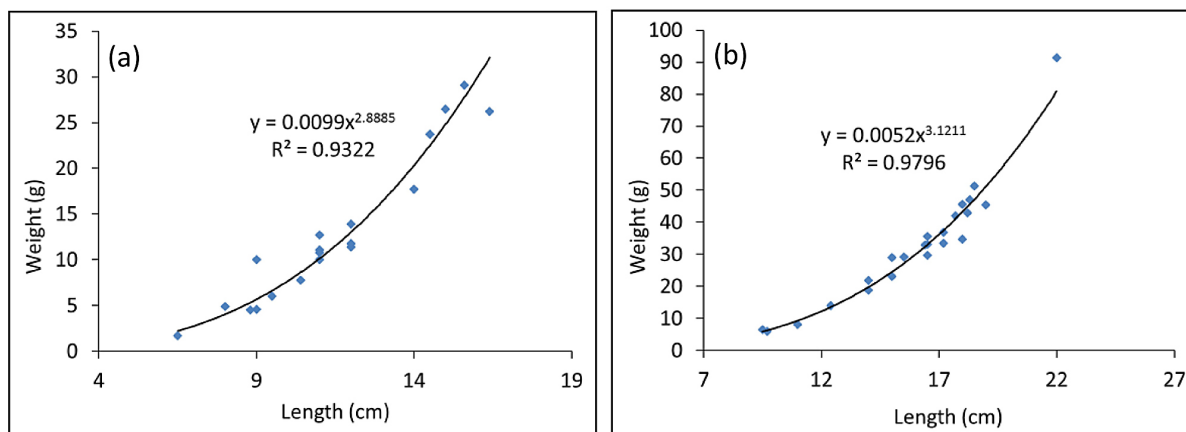 (a)
35
30
25
20
15
10
5
0
y = 0.0099x^2.8885
R² = 0.9322
Weight (g)
4 9 14 19
Length (cm)
(b)
100
90
80
70
60
50
40
30
20
10
0
y = 0.0052x^3.1211
R² = 0.9796
Weight (g)
7 12 17 22 27
Length (cm)